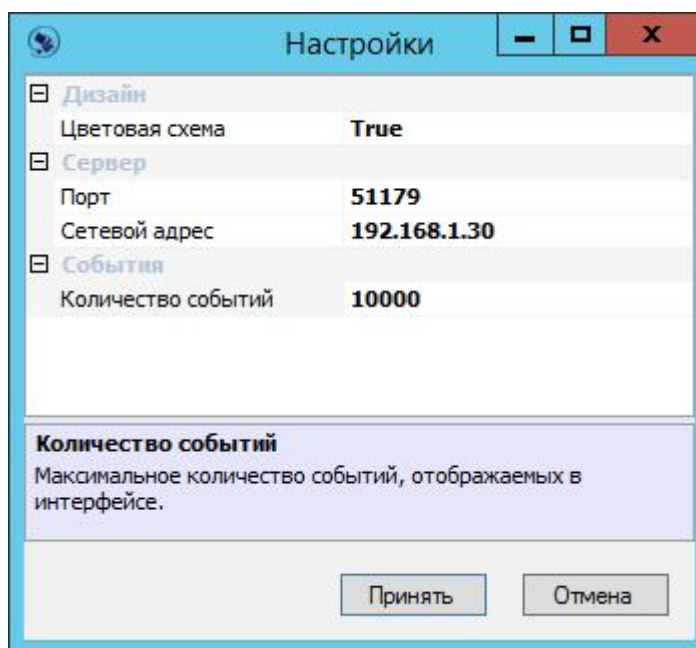 Настройки
Дизайн
Цветовая схема True
Сервер
Порт 51179
Сетевой адрес 192.168.1.30
События
Количество событий 10000
Количество событий
Максимальное количество событий, отображаемых в
интерфейсе.
Принять Отмена